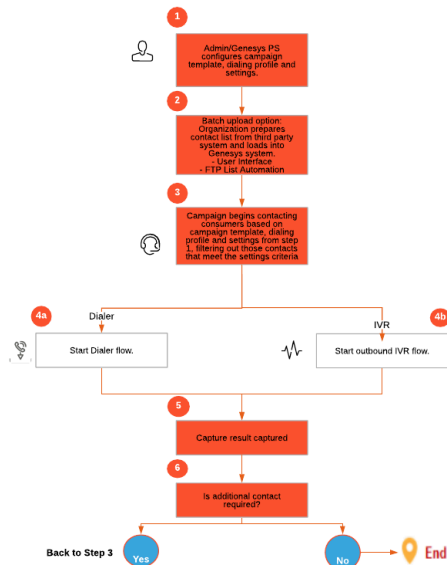 1
Admin/Genesys PS
configures campaign
template, dialing profile and
settings.
2
Batch upload option:
Organization prepares
contact list from third party
system and loads into
Genesys system.
- User Interface
- FTP List Automation
3
Campaign begins contacting
consumers based on
campaign template, dialing
profile and settings from step
1, filtering out those contacts
that meet the settings criteria
4a
Dialer
Start Dialer flow.
4b
IVR
Start outbound IVR flow.
5
Capture result captured
6
Is additional contact
required?
Back to Step 3
Yes
No
End